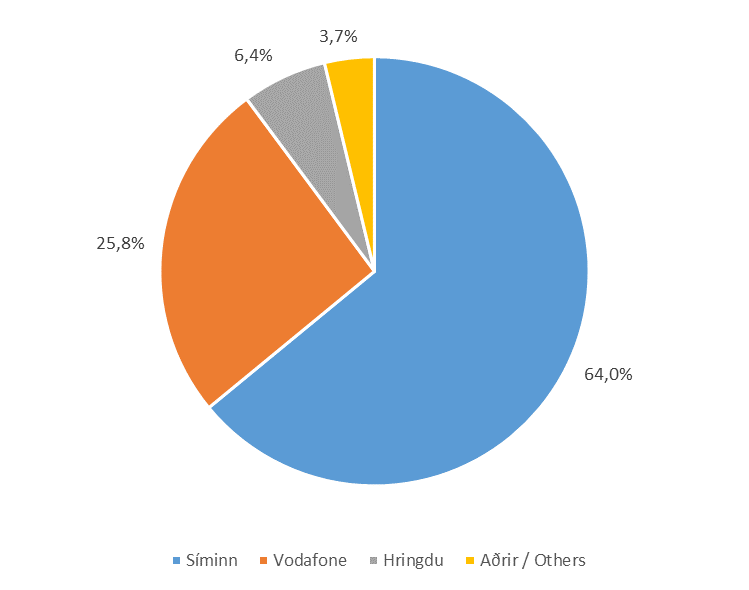 3,7%
6,4%
25,8%
64,0%
Síminn Vodafone Hringdu Aðrir / Others